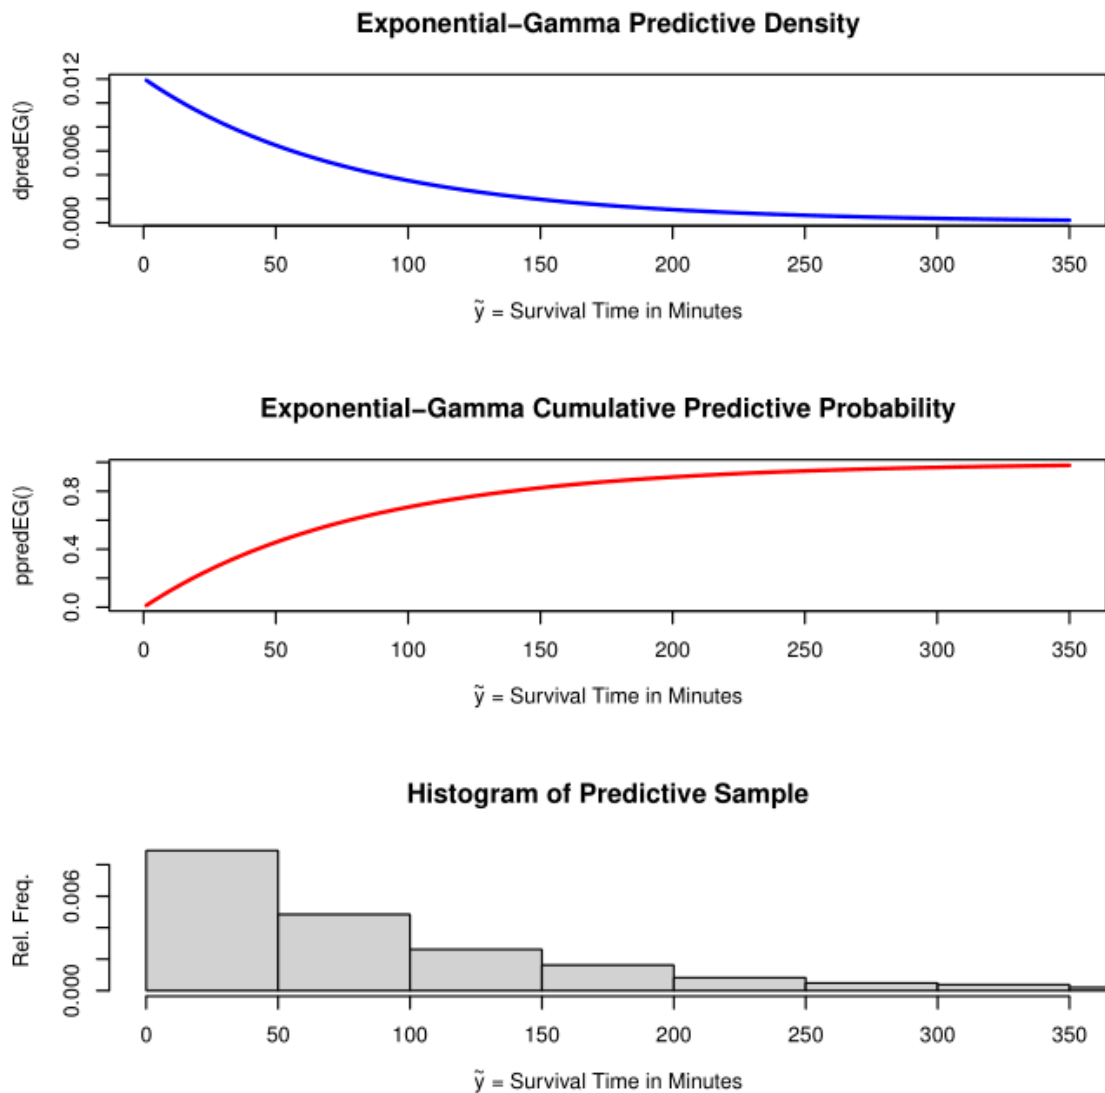 Exponential−Gamma Predictive Density
dpredEG()
0.012
0.006
0.000
0 50 100 150 200 250 300 350
ỹ = Survival Time in Minutes
Exponential−Gamma Cumulative Predictive Probability
ppredEG()
0.8
0.4
0.0
0 50 100 150 200 250 300 350
ỹ = Survival Time in Minutes
Histogram of Predictive Sample
Rel. Freq.
0.006
0.000
0 50 100 150 200 250 300 350
ỹ = Survival Time in Minutes